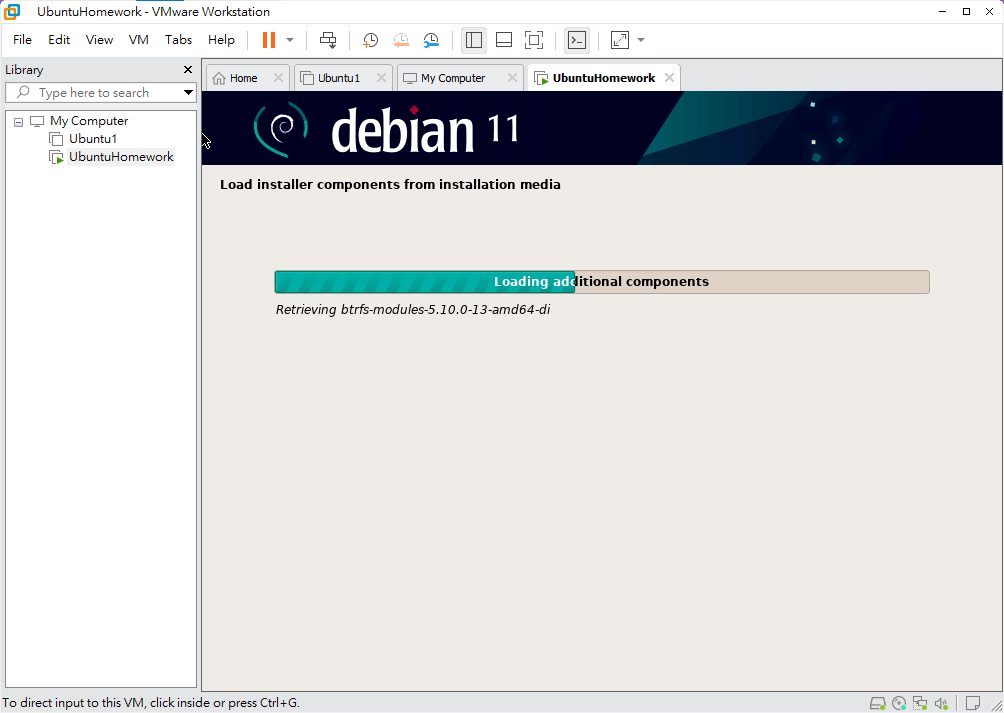 UbuntuHomework - VMware Workstation
File Edit View VM Tabs Help
Library
Type here to search
My Computer
Ubuntu1
UbuntuHomework
Home
Ubuntu1
My Computer
UbuntuHomework
debian 11
Load installer components from installation media
Loading additional components
Retrieving btrfs-modules-5.10.0-13-amd64-di
To direct input to this VM, click inside or press Ctrl+G.